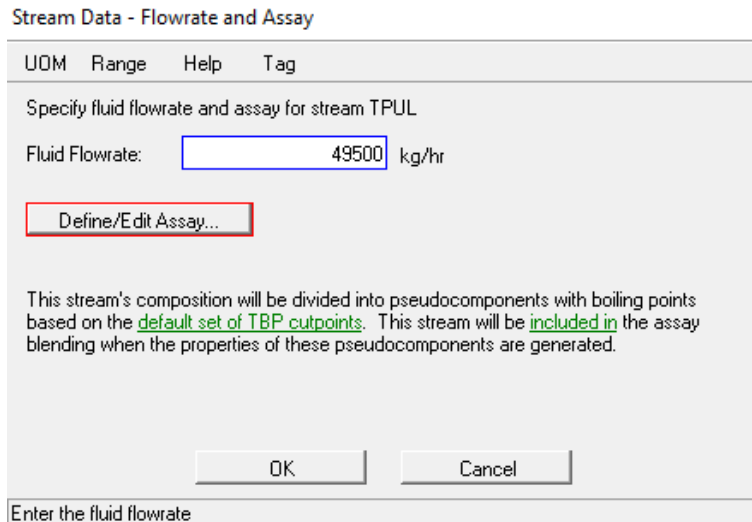 Stream Data - Flowrate and Assay
UOM Range Help Tag
Specify fluid flowrate and assay for stream TPUL
Fluid Flowrate: 49500 kg/hr
Define/Edit Assay...
This stream's composition will be divided into pseudocomponents with boiling points
based on the default set of TBP cutpoints. This stream will be included in the assay
blending when the properties of these pseudocomponents are generated.
OK Cancel
Enter the fluid flowrate